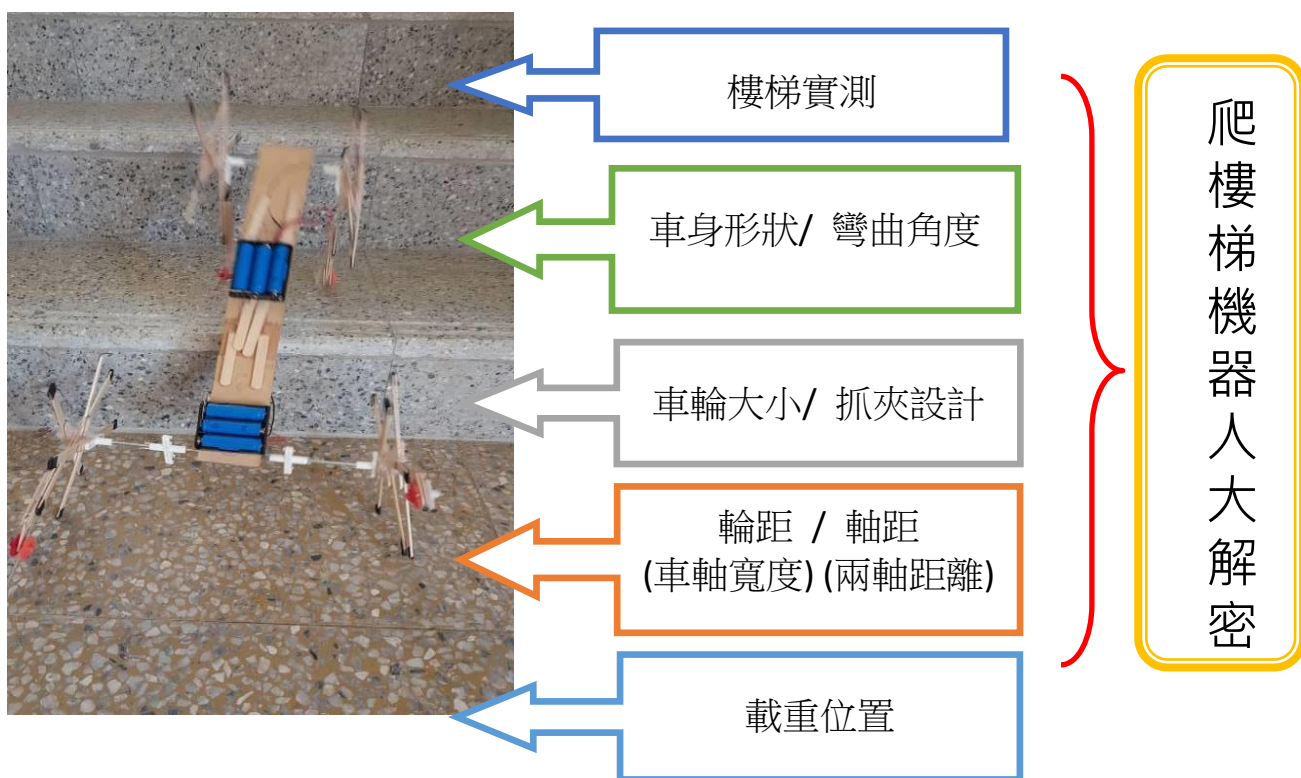 樓梯實測
車身形狀/ 彎曲角度
車輪大小/ 抓夾設計
輪距 / 軸距
(車軸寬度) (兩軸距離)
載重位置
爬樓梯機器人大解密